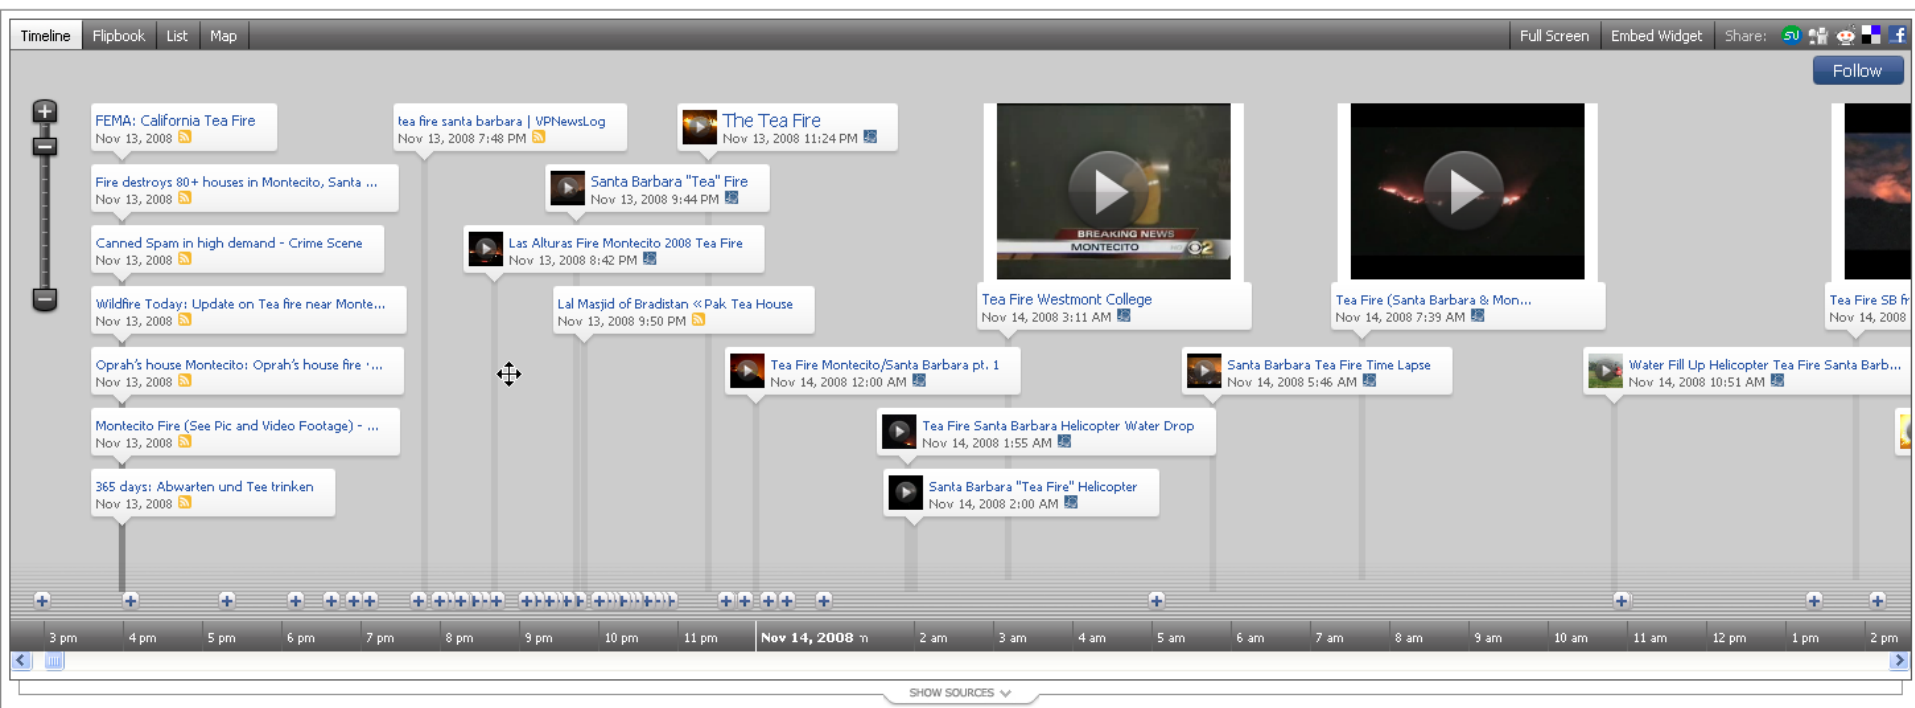 Timeline
Flipbook
List
Map
Full Screen
Embed Widget
Share:
Follow
FEMA: California Tea Fire
Nov 13, 2008
Fire destroys 80+ houses in Montecito, Santa ...
Nov 13, 2008
Canned Spam in high demand - Crime Scene
Nov 13, 2008
Wildfire Today: Update on Tea fire near Monte...
Nov 13, 2008
Oprah's house Montecito: Oprah's house fire · ...
Nov 13, 2008
Montecito Fire (See Pic and Video Footage) - ...
Nov 13, 2008
365 days: Abwarten und Tee trinken
Nov 13, 2008
tea fire santa barbara | VPNewsLog
Nov 13, 2008 7:48 PM
The Tea Fire
Nov 13, 2008 11:24 PM
Santa Barbara "Tea" Fire
Nov 13, 2008 9:44 PM
Las Alturas Fire Montecito 2008 Tea Fire
Nov 13, 2008 8:42 PM
Lal Masjid of Bradistan « Pak Tea House
Nov 13, 2008 9:50 PM
Tea Fire Montecito/Santa Barbara pt. 1
Nov 14, 2008 12:00 AM
Tea Fire Santa Barbara Helicopter Water Drop
Nov 14, 2008 1:55 AM
Santa Barbara "Tea Fire" Helicopter
Nov 14, 2008 2:00 AM
BREAKING NEWS
MONTECITO
2
Tea Fire Westmont College
Nov 14, 2008 3:11 AM
Santa Barbara Tea Fire Time Lapse
Nov 14, 2008 5:46 AM
Tea Fire (Santa Barbara & Mon...
Nov 14, 2008 7:39 AM
Water Fill Up Helicopter Tea Fire Santa Barb...
Nov 14, 2008 10:51 AM
Tea Fire SB fr
Nov 14, 2008
3 pm
4 pm
5 pm
6 pm
7 pm
8 pm
9 pm
10 pm
11 pm
Nov 14, 2008
2 am
3 am
4 am
5 am
6 am
7 am
8 am
9 am
10 am
11 am
12 pm
1 pm
2 pm
SHOW SOURCES